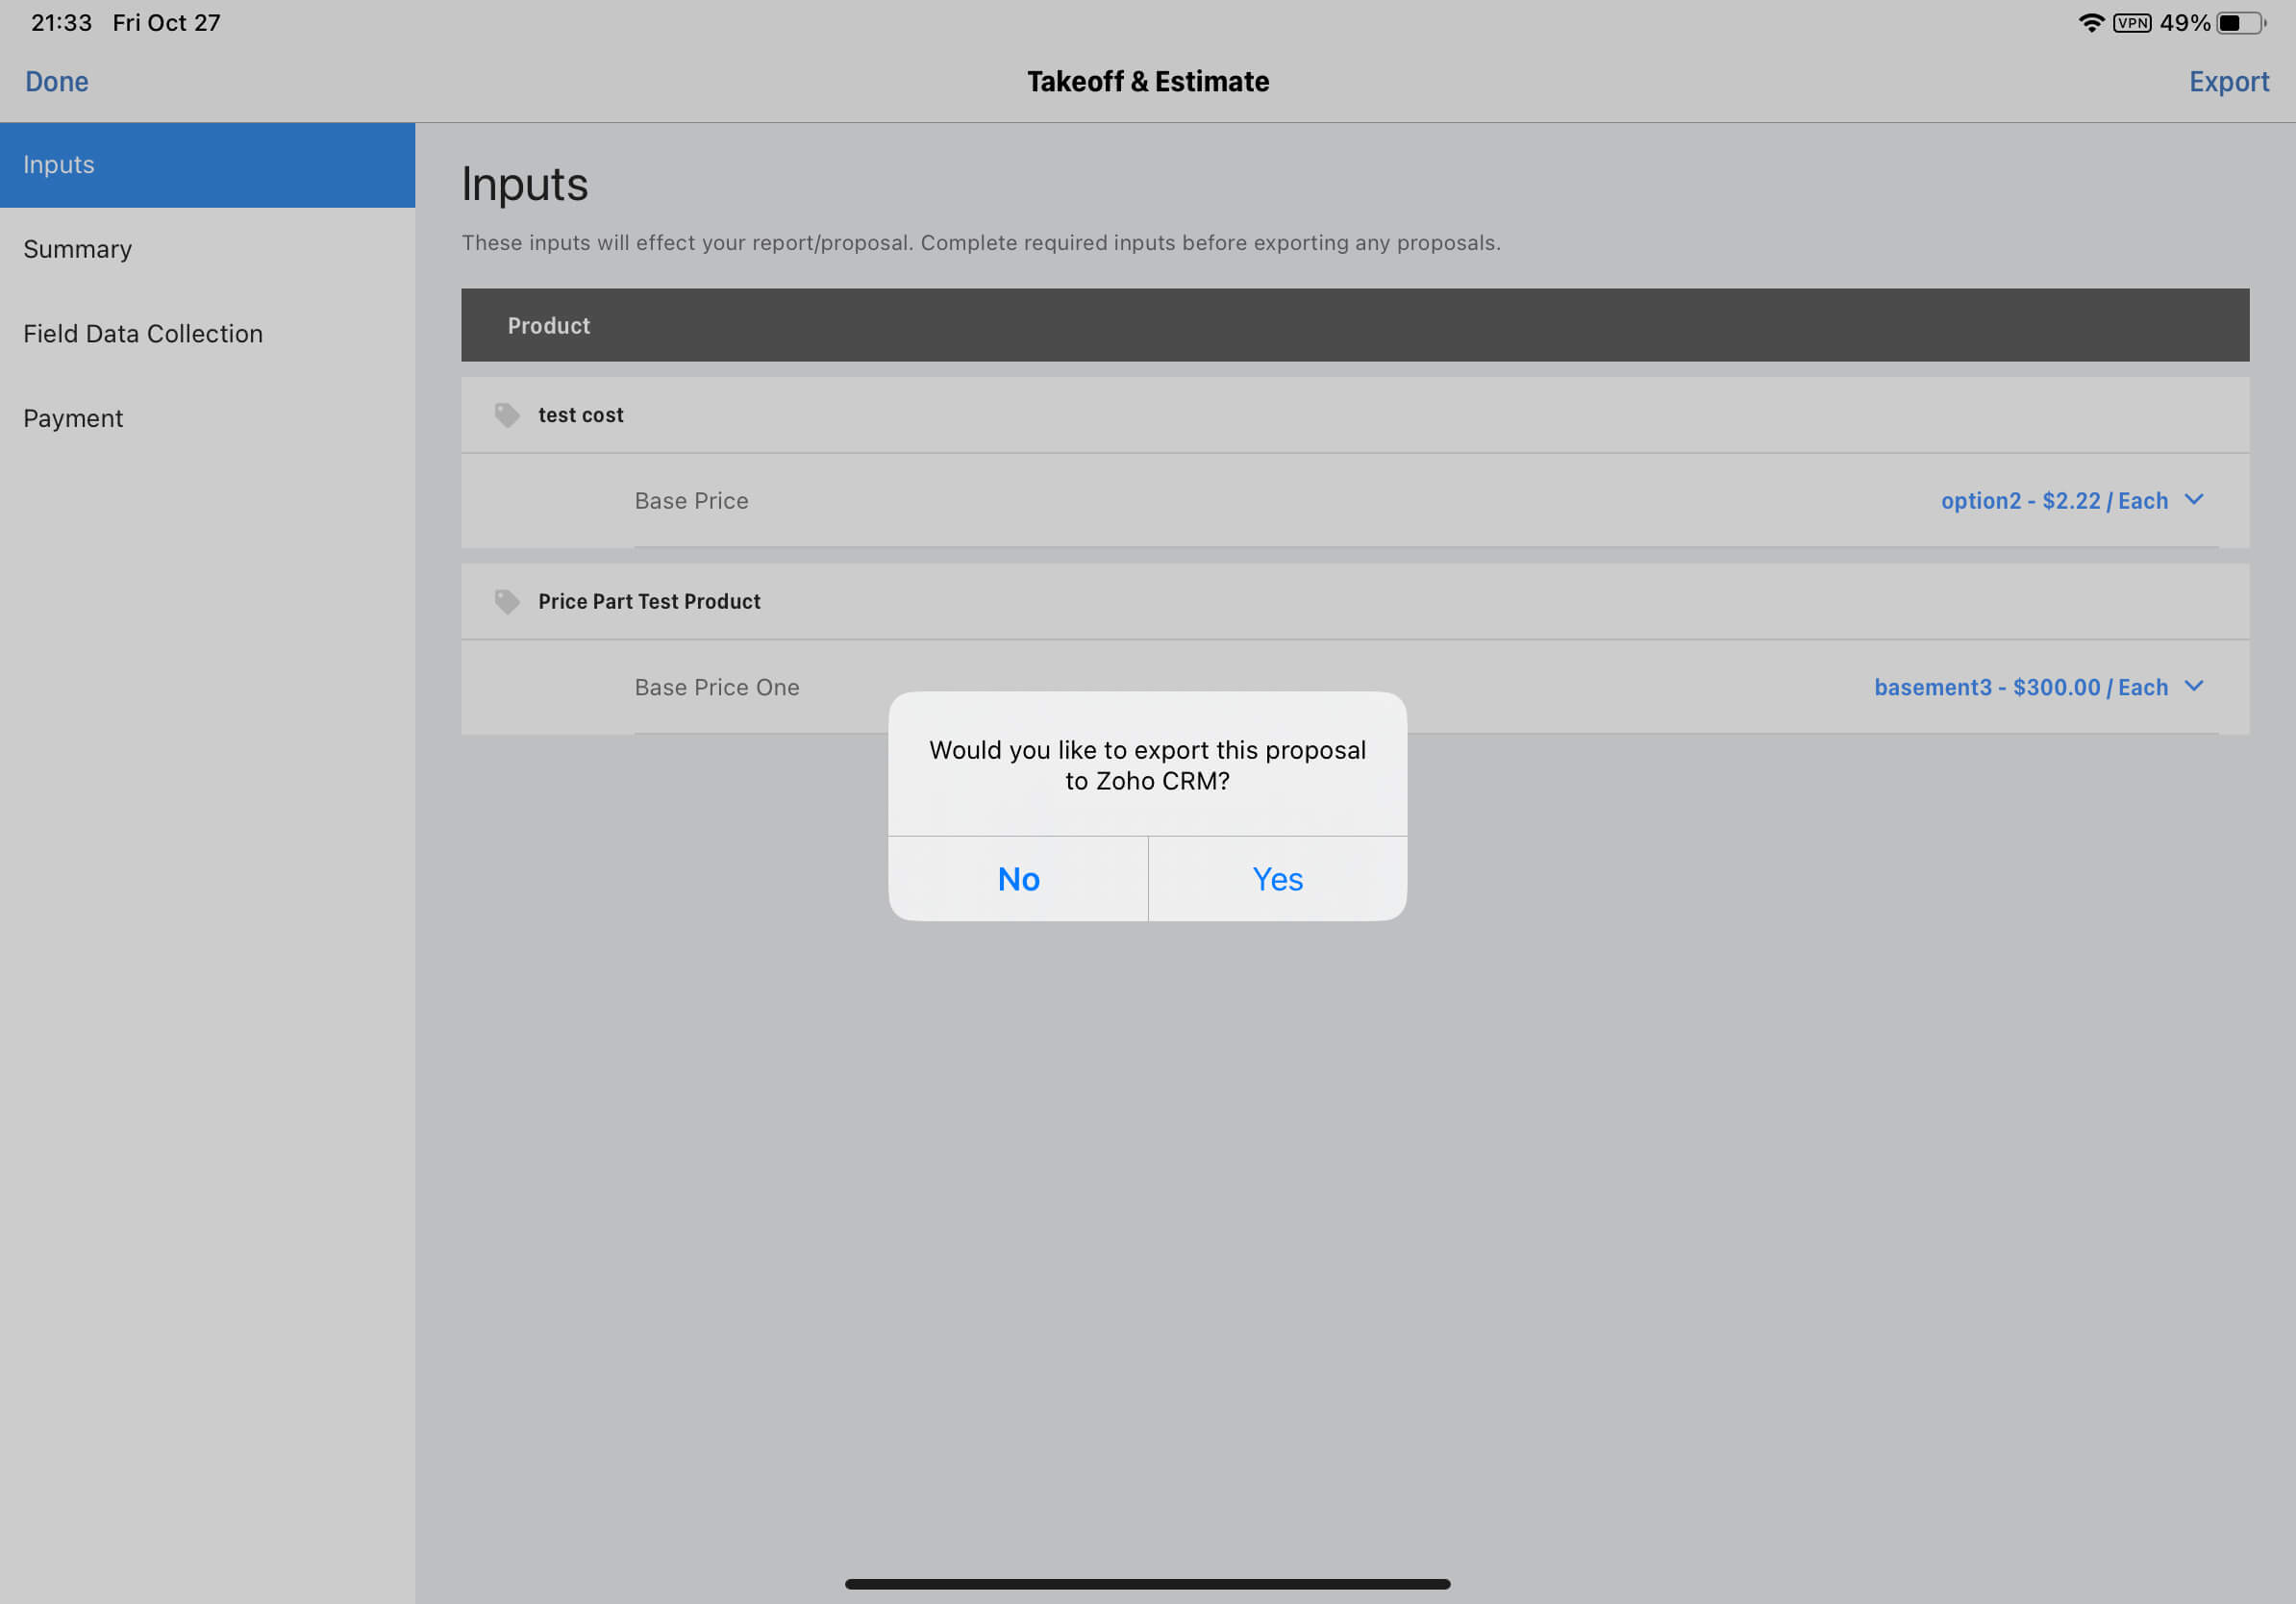 21:33 Fri Oct 27
VPN 49%
Done
Takeoff & Estimate
Export
Inputs
Summary
Field Data Collection
Payment
Inputs
These inputs will effect your report/proposal. Complete required inputs before exporting any proposals.
Product
test cost
Base Price
option2 - $2.22 / Each
Price Part Test Product
Base Price One
basement3 - $300.00 / Each
Would you like to export this proposal
to Zoho CRM?
No
Yes